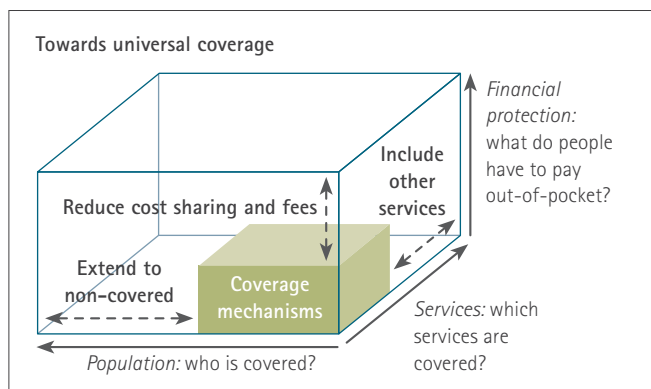 Towards universal coverage
Financial
protection:
what do people
have to pay
out-of-pocket?
Include
other
services
Reduce cost sharing and fees
Extend to
non-covered
Coverage
mechanisms
Services: which
services are
covered?
Population: who is covered?